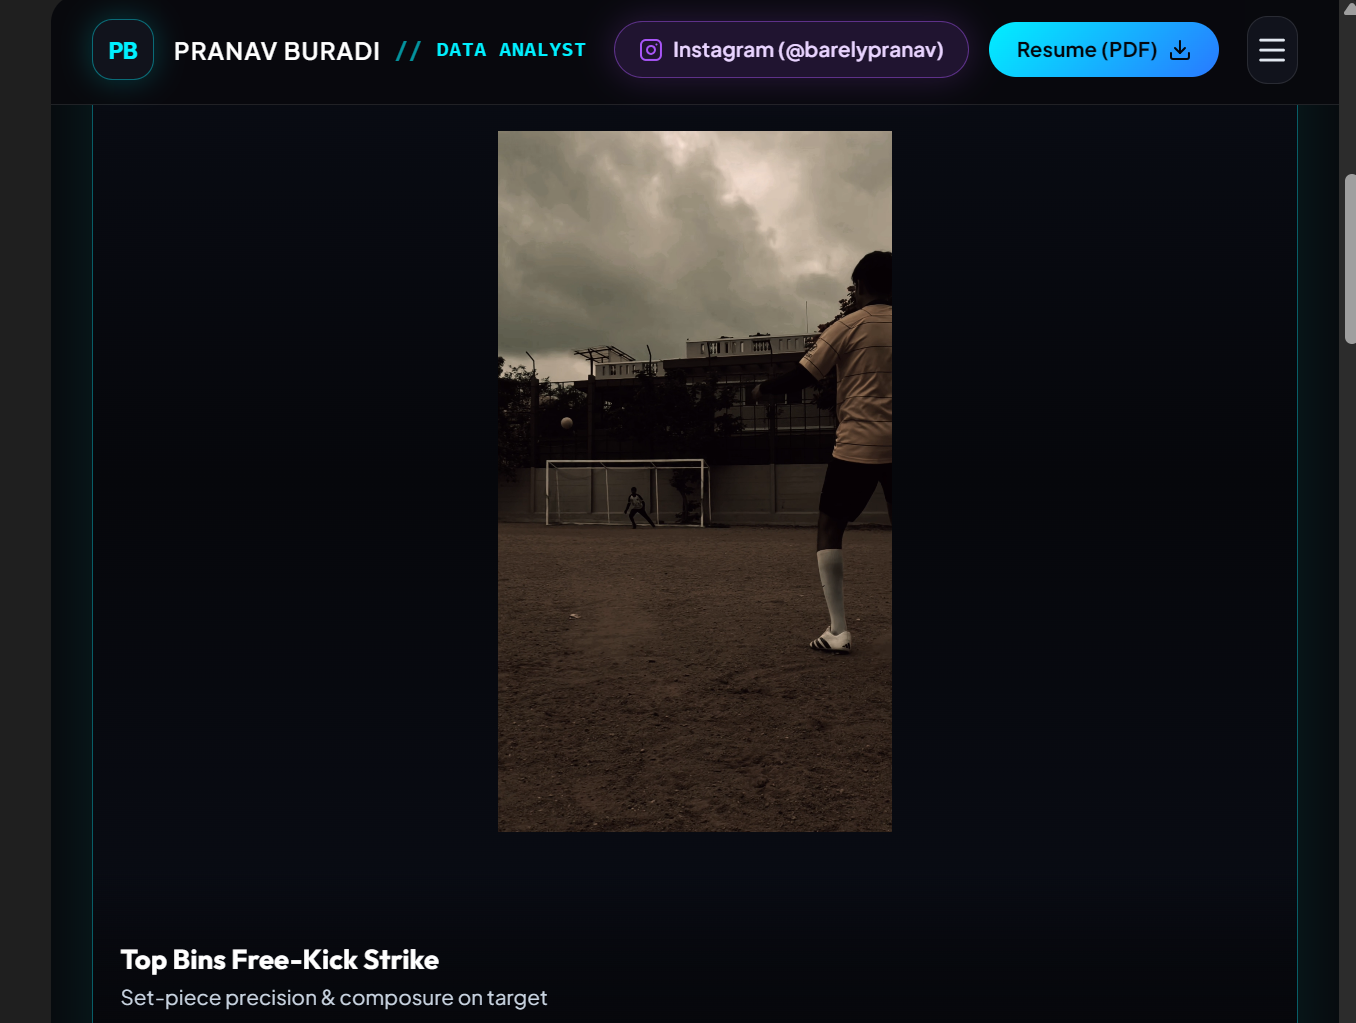 PB
PRANAV BURADI // DATA ANALYST
Instagram (@barelypranav)
Resume (PDF)
Top Bins Free-Kick Strike
Set-piece precision & composure on target